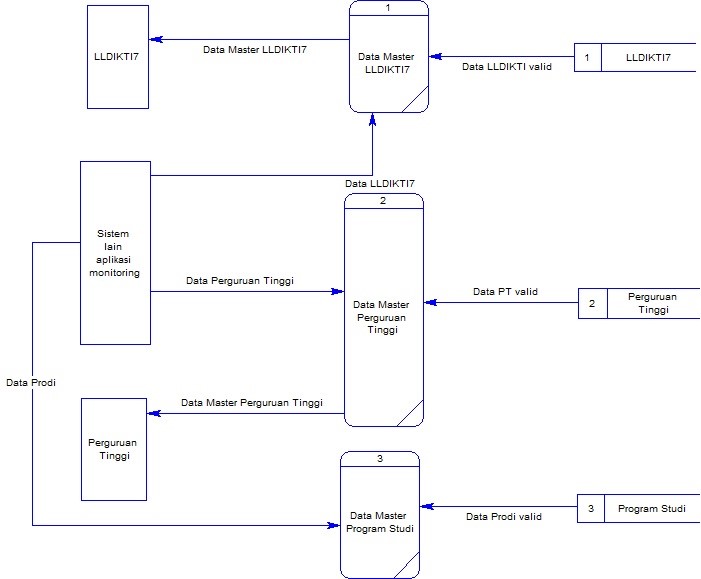 1
LLDIKTI7
Data Master LLDIKTI7
Data Master
LLDIKTI7
Data LLDIKTI valid
1
LLDIKTI7
Data LLDIKTI7
2
Sistem
lain
aplikasi
monitoring
Data Perguruan Tinggi
Data Master
Perguruan
Tinggi
Data PT valid
2
Perguruan
Tinggi
Data Prodi
Data Master Perguruan Tinggi
Perguruan
Tinggi
3
Data Master
Program Studi
Data Prodi valid
3
Program Studi